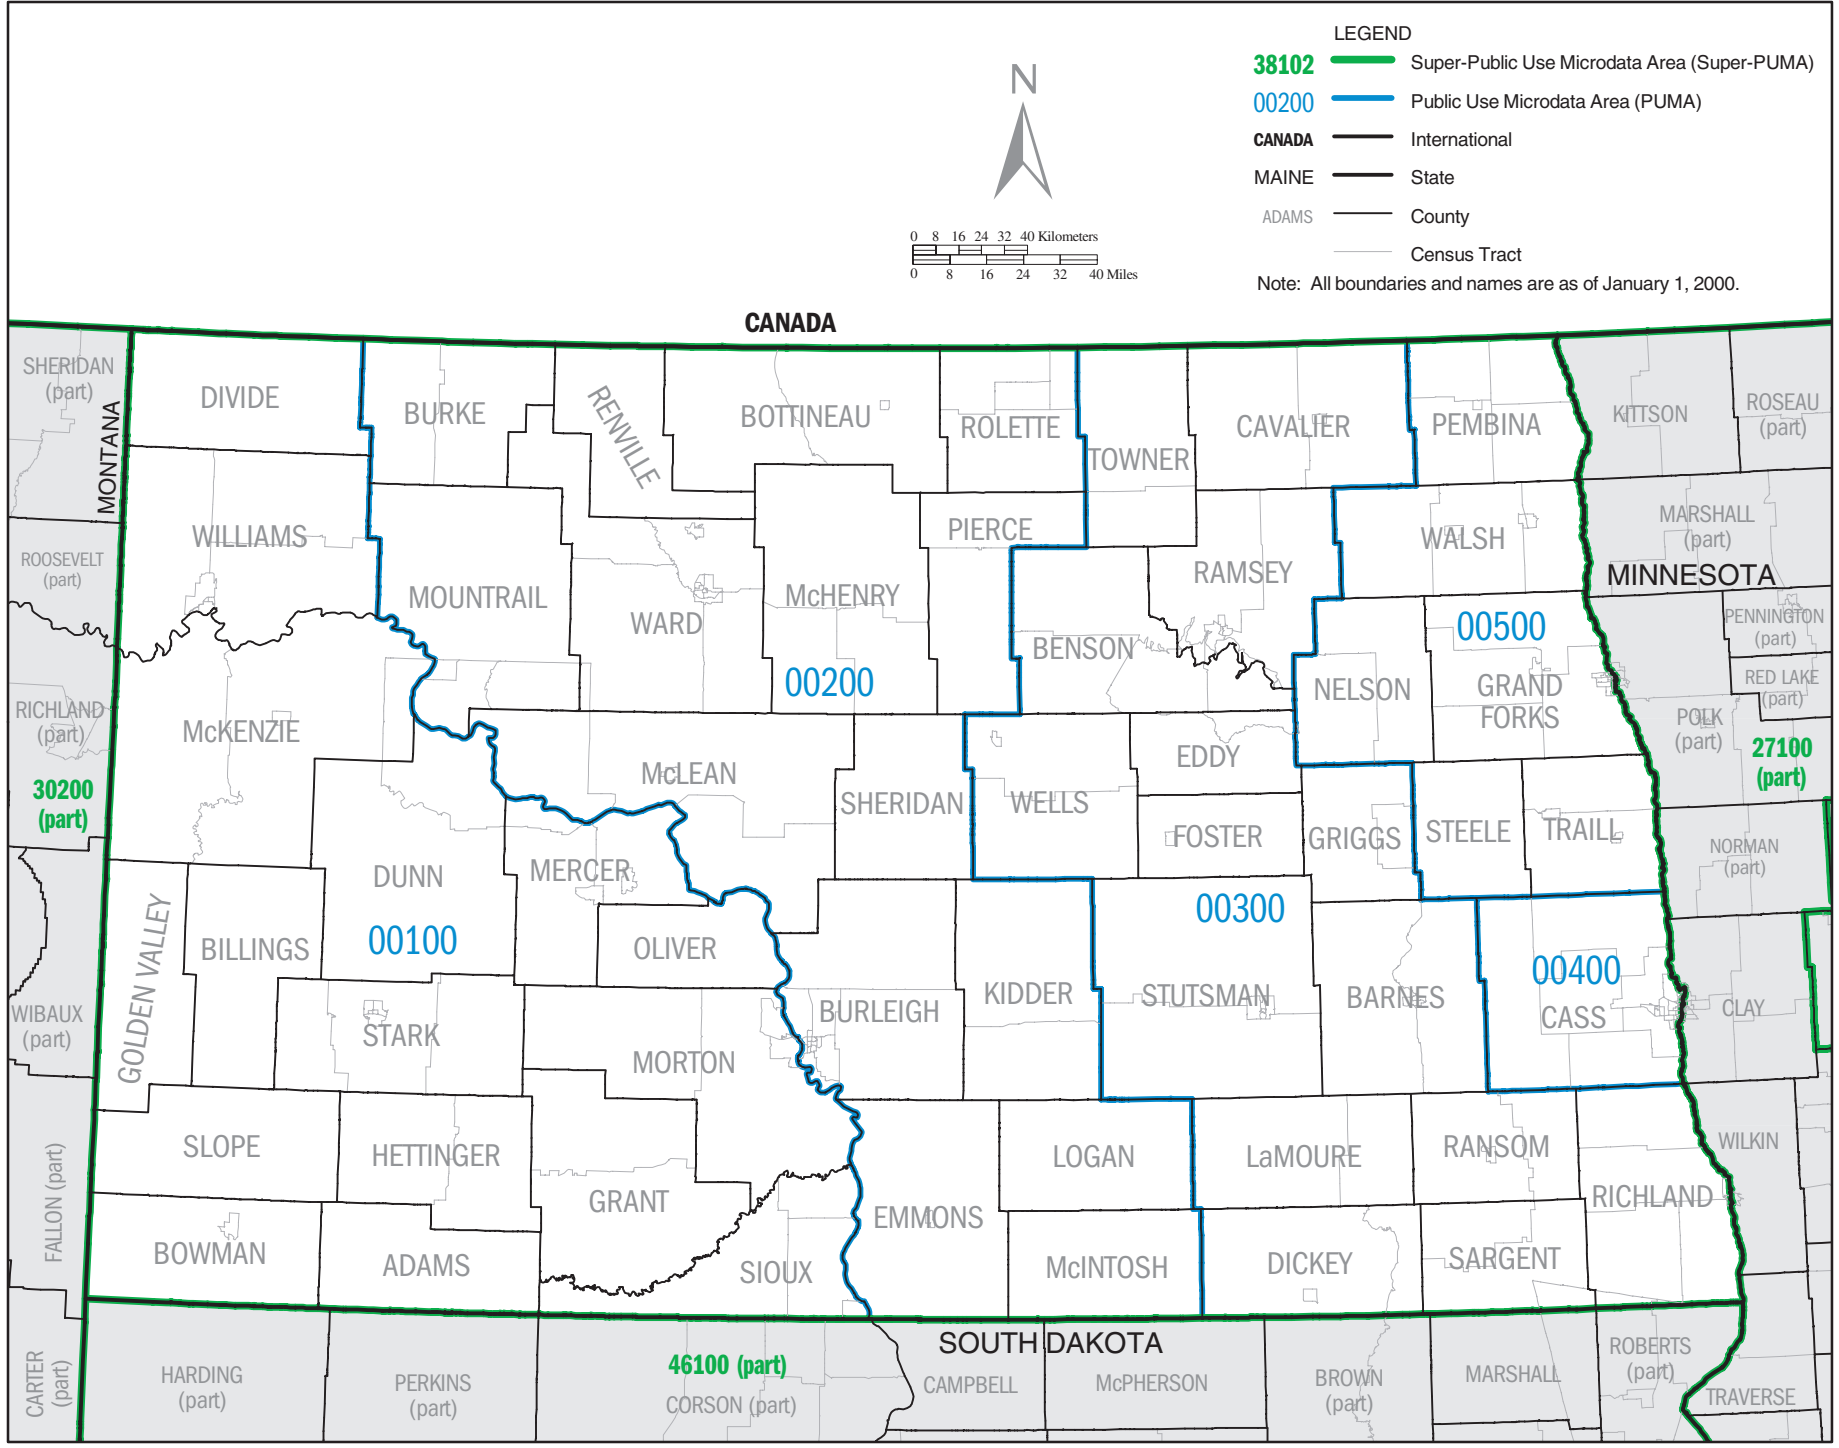 LEGEND
38102 Super-Public Use Microdata Area (Super-PUMA)
00200 Public Use Microdata Area (PUMA)
CANADA International
MAINE State
ADAMS County
Census Tract
Note: All boundaries and names are as of January 1, 2000.
N
0 8 16 24 32 40 Kilometers
0 8 16 24 32 40 Miles
CANADA
SHERIDAN
(part)
MONTANA
DIVIDE
BURKE
RENVILLE
BOTTINEAU
ROLETTE
TOWNER
CAVALIER
PEMBINA
KITTSON
ROSEAU
(part)
WILLIAMS
PIERCE
WALSH
MARSHALL
(part)
ROOSEVELT
(part)
MOUNTRAIL
WARD
McHENRY
RAMSEY
MINNESOTA
BENSON
00500
PENNINGTON
(part)
00200
NELSON
GRAND
FORKS
RED LAKE
(part)
RICHLAND
(part)
McKENZIE
POLK
(part)
27100
(part)
EDDY
McLEAN
30200
(part)
SHERIDAN
WELLS
FOSTER
GRIGGS
STEELE
TRAILL
NORMAN
(part)
DUNN
MERCER
00300
00100
GOLDEN VALLEY
BILLINGS
OLIVER
00400
KIDDER
STUTSMAN
BARNES
CASS
CLAY
WIBAUX
(part)
STARK
BURLEIGH
MORTON
SLOPE
HETTINGER
LOGAN
LaMOURE
RANSOM
WILKIN
FALLON (part)
GRANT
EMMONS
RICHLAND
BOWMAN
ADAMS
SIOUX
McINTOSH
DICKEY
SARGENT
SOUTH DAKOTA
CARTER
(part)
HARDING
(part)
PERKINS
(part)
46100 (part)
CORSON (part)
CAMPBELL
McPHERSON
BROWN
(part)
MARSHALL
ROBERTS
(part)
TRAVERSE